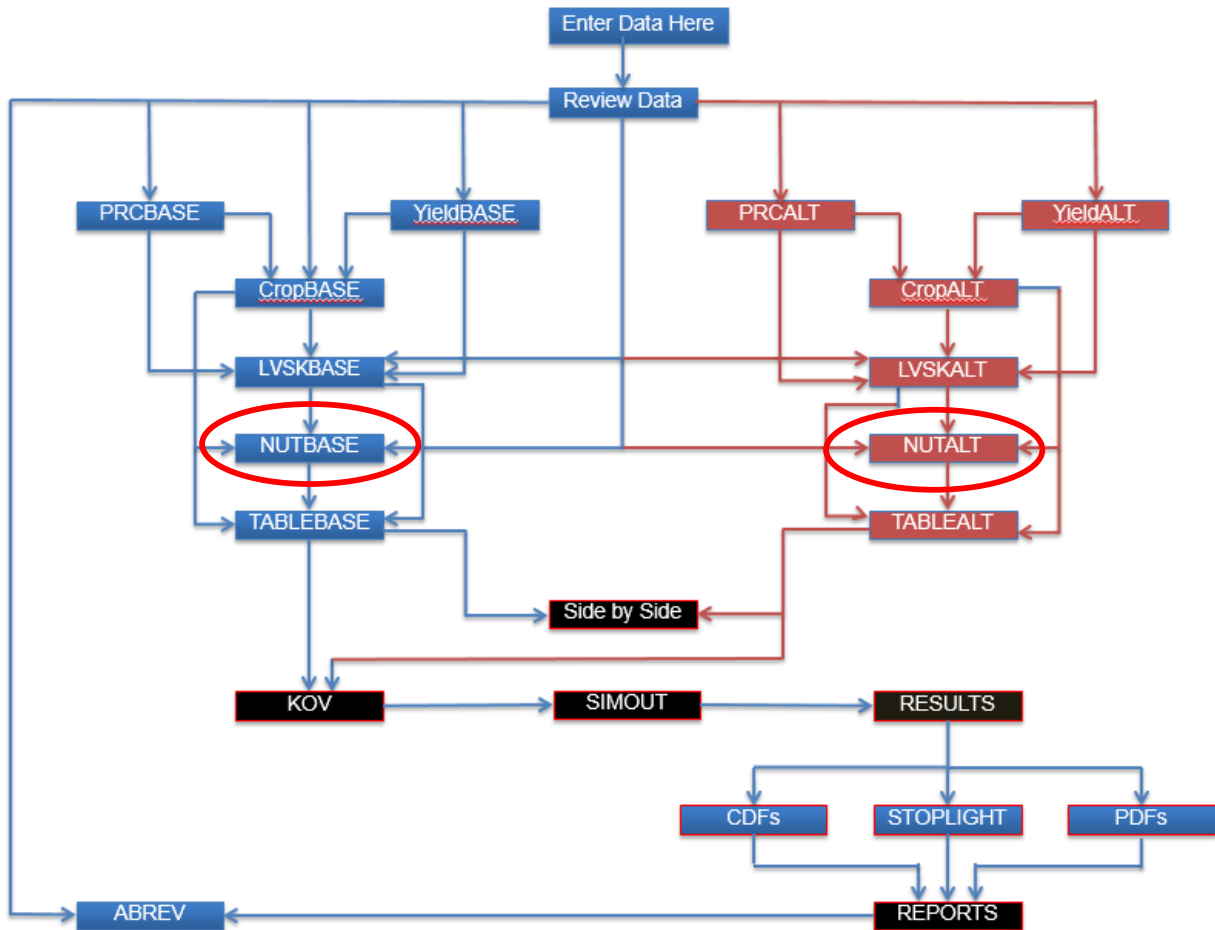 Enter Data Here
Review Data
PRCBASE
YieldBASE
PRCALT
YieldALT
CropBASE
CropALT
LVSKBASE
LVSKALT
NUTBASE
NUTALT
TABLEBASE
TABLEALT
Side by Side
KOV
SIMOUT
RESULTS
CDFs
STOPLIGHT
PDFs
ABREV
REPORTS